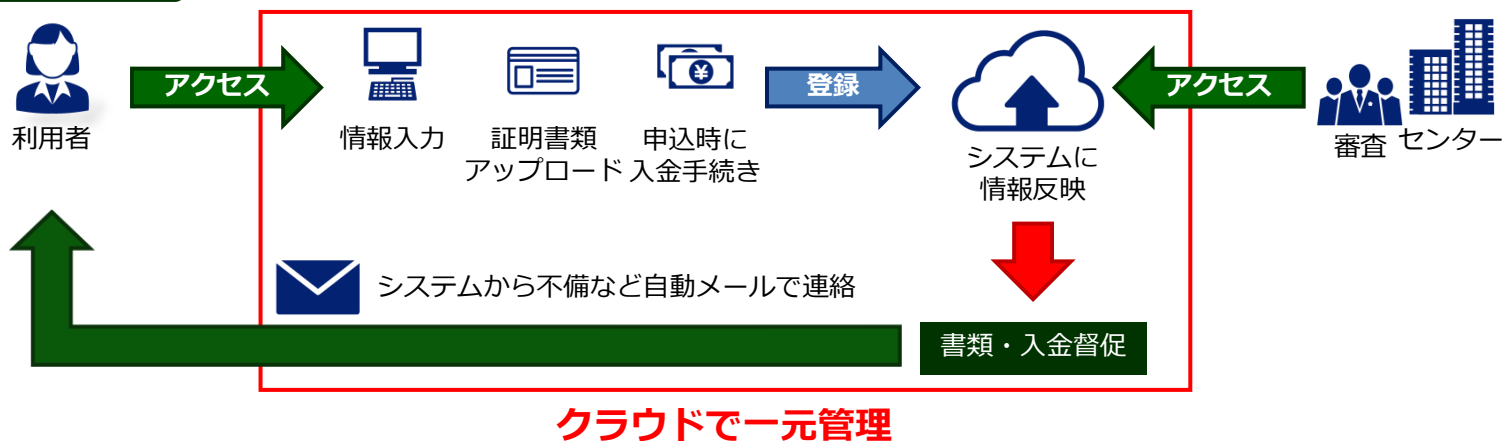 アクセス
登録
アクセス
利用者
情報入力
証明書類
アップロード
申込時に
入金手続き
システムに
情報反映
審査
センター
システムから不備など自動メールで連絡
書類・入金督促
クラウドで一元管理